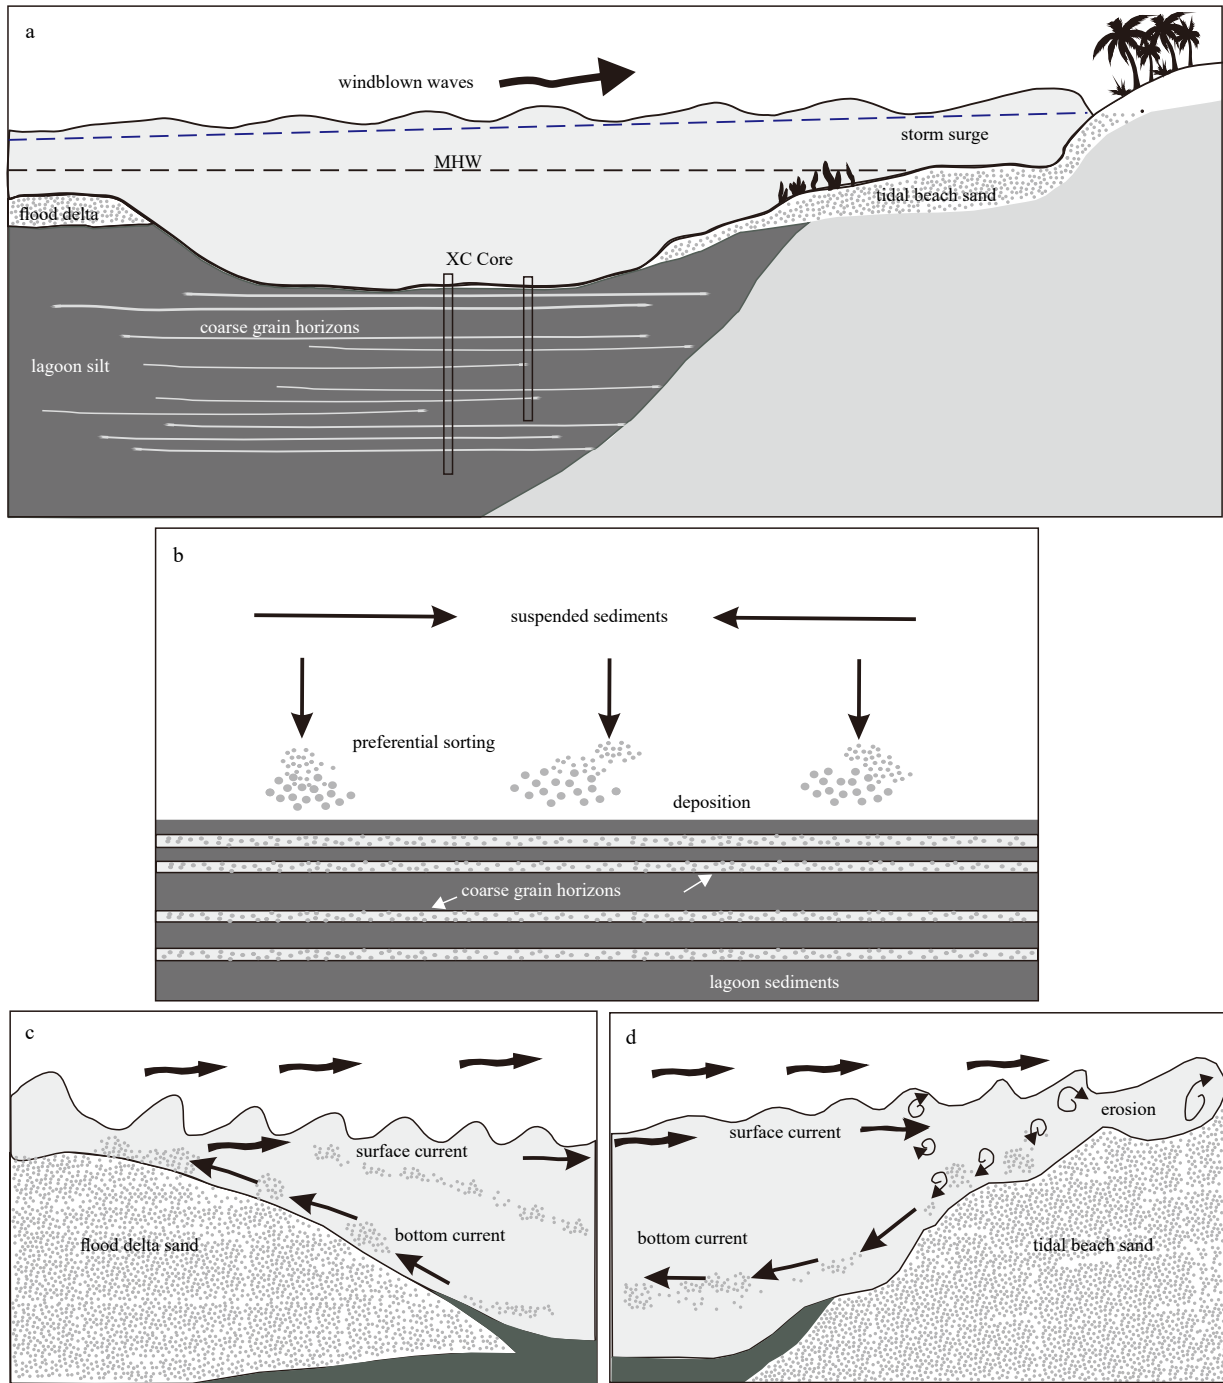 a
windblown waves
storm surge
MHW
flood delta
tidal beach sand
XC Core
coarse grain horizons
lagoon silt
b
suspended sediments
preferential sorting
deposition
coarse grain horizons
lagoon sediments
c
surface current
bottom current
flood delta sand
d
erosion
surface current
bottom current
tidal beach sand